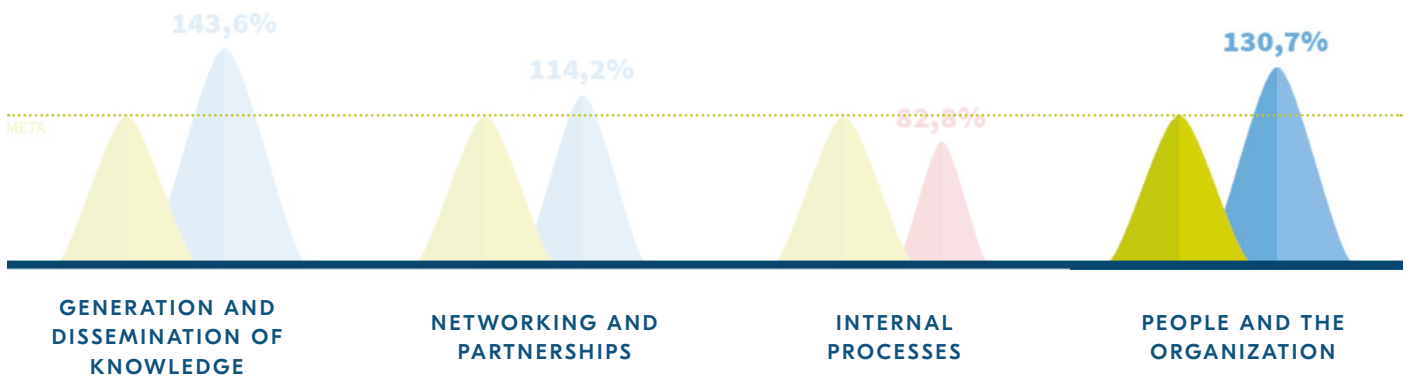 143,6%
114,2%
82,8%
130,7%
META
GENERATION AND
DISSEMINATION OF
KNOWLEDGE
NETWORKING AND
PARTNERSHIPS
INTERNAL
PROCESSES
PEOPLE AND THE
ORGANIZATION